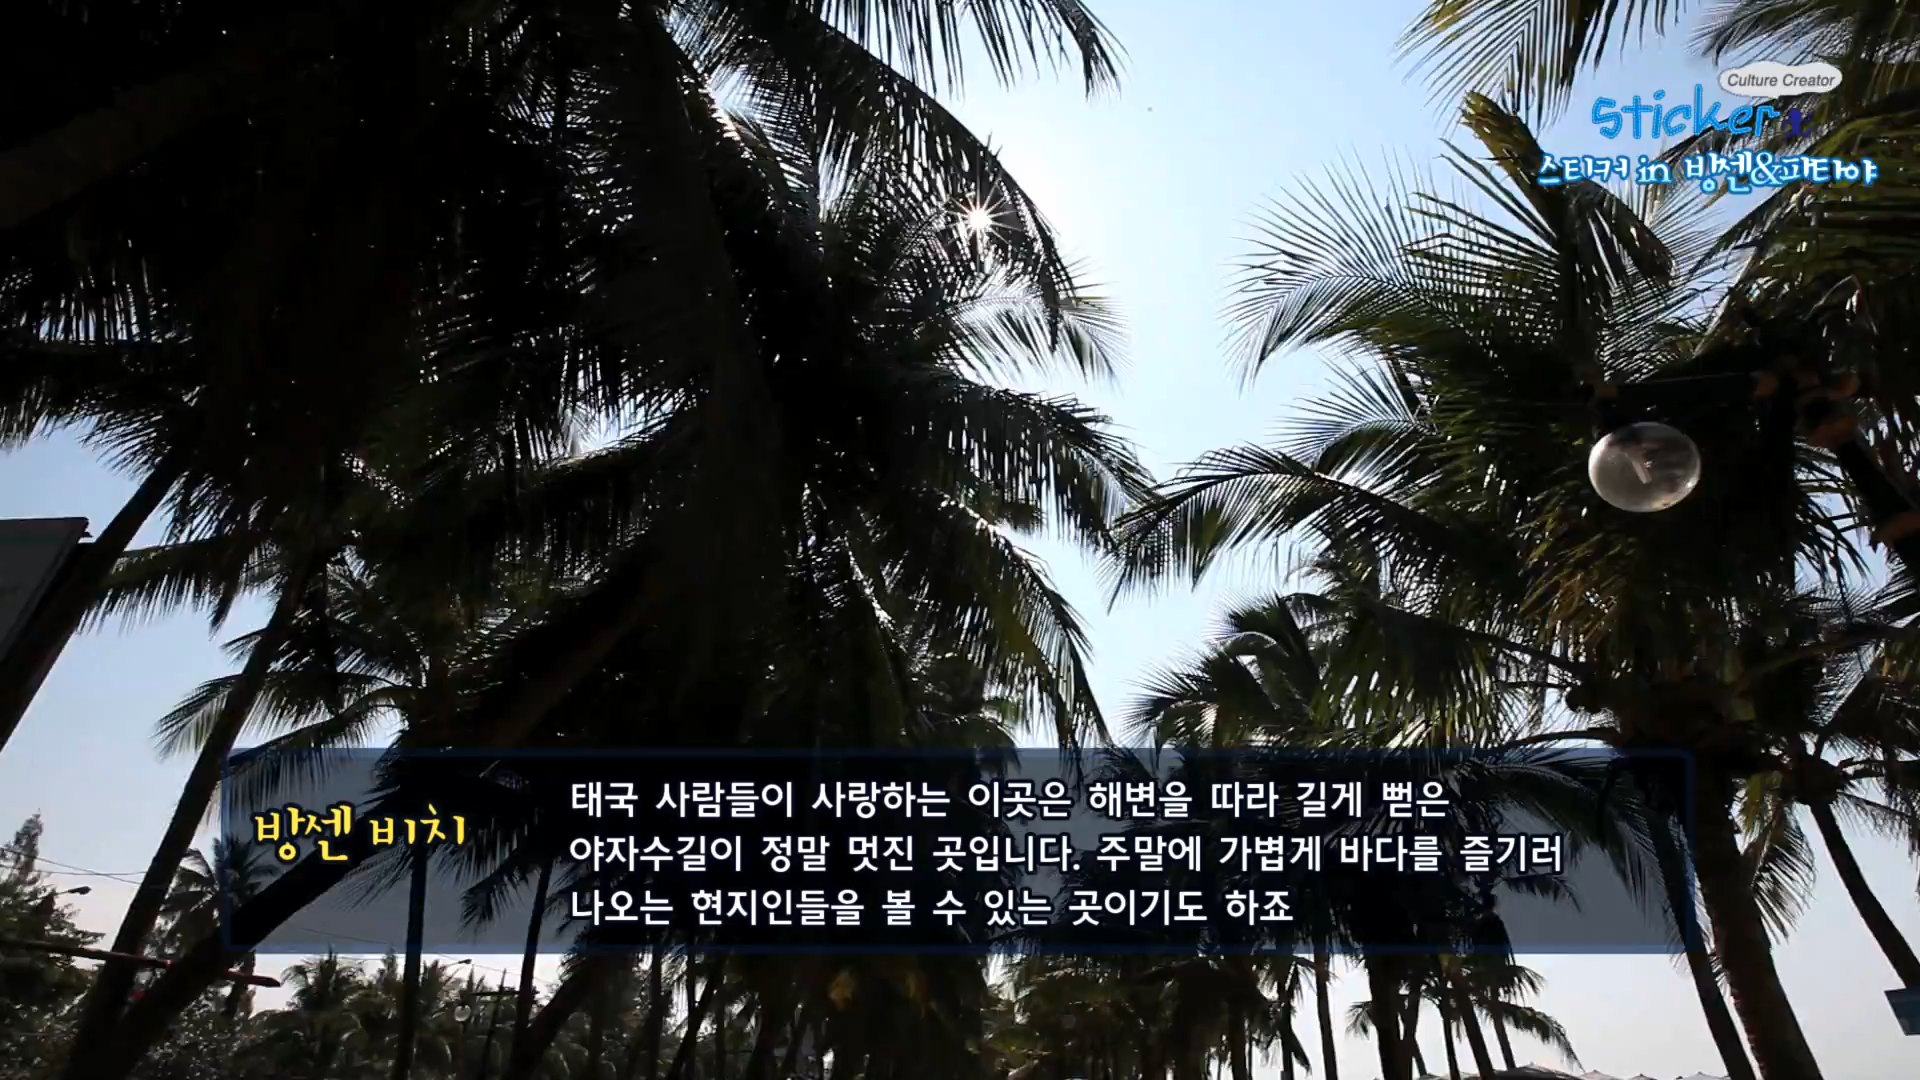 Culture Creator
Sticker
스티커 in 방센&파타야
방센 비치
태국 사람들이 사랑하는 이곳은 해변을 따라 길게 뻗은
야자수길이 정말 멋진 곳입니다. 주말에 가볍게 바다를 즐기러
나오는 현지인들을 볼 수 있는 곳이기도 하죠